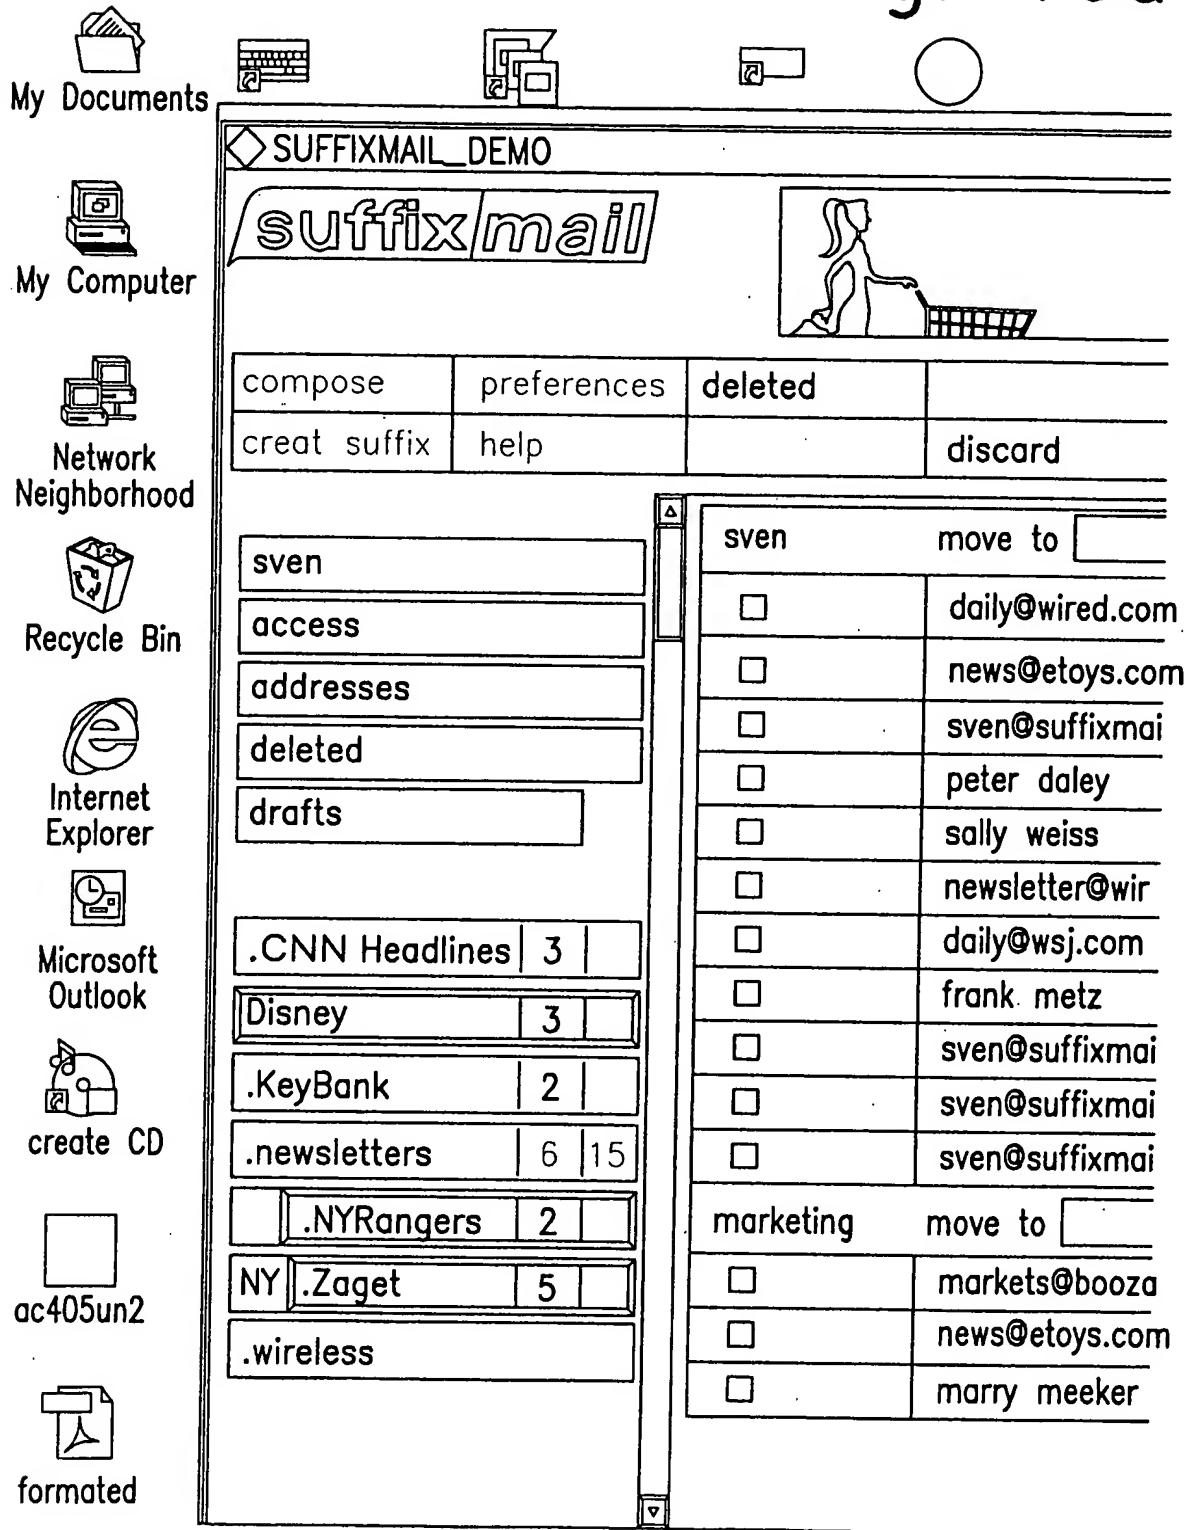 My Documents
My Computer
Network
Neighborhood
Recycle Bin
Internet
Explorer
Microsoft
Outlook
create CD
ac405un2
formated
SUFFIXMAIL_DEMO
suffix mail
compose preferences deleted
creat suffix help discard
sven
access
addresses
deleted
drafts
.CNN Headlines 3
Disney 3
.KeyBank 2
.newsletters 6 15
.NYRangers 2
NY .Zaget 5
.wireless
sven move to
daily@wired.com
news@etoys.com
sven@suffixmai
peter daley
sally weiss
newsletter@wir
daily@wsj.com
frank metz
sven@suffixmai
sven@suffixmai
sven@suffixmai
marketing move to
markets@booza
news@etoys.com
marry meeker